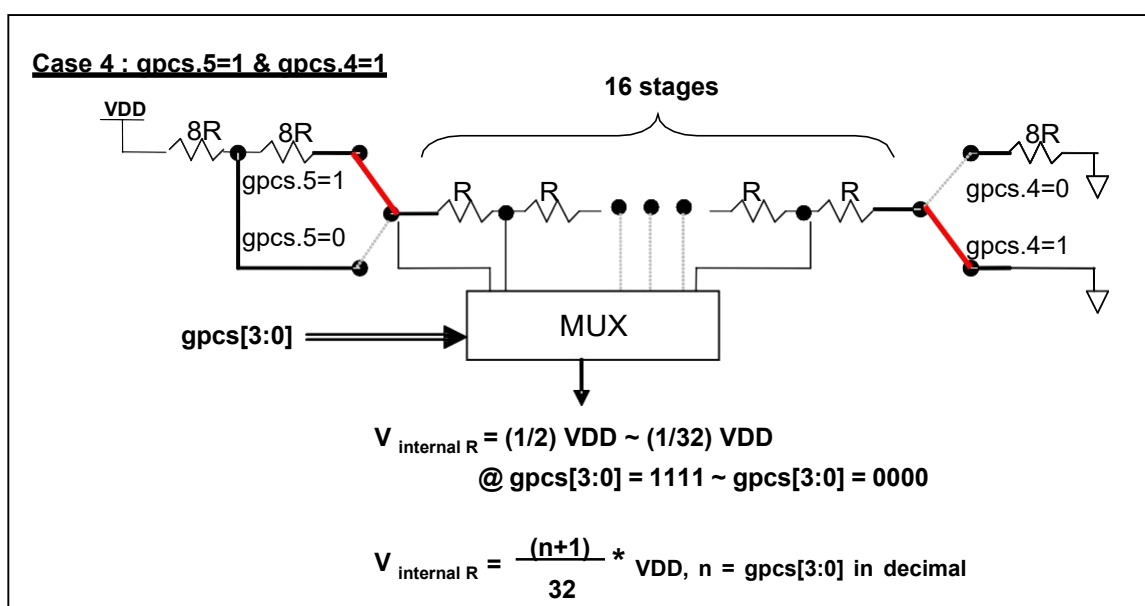 Case 4 : gpcs.5=1 & gpcs.4=1
16 stages
VDD
8R
8R
8R
gpcs.5=1
gpcs.4=0
R
R
R
R
gpcs.5=0
gpcs.4=1
MUX
gpcs[3:0]
V internal R = (1/2) VDD ~ (1/32) VDD
@ gpcs[3:0] = 1111 ~ gpcs[3:0] = 0000
V internal R = (n+1) / 32 * VDD, n = gpcs[3:0] in decimal